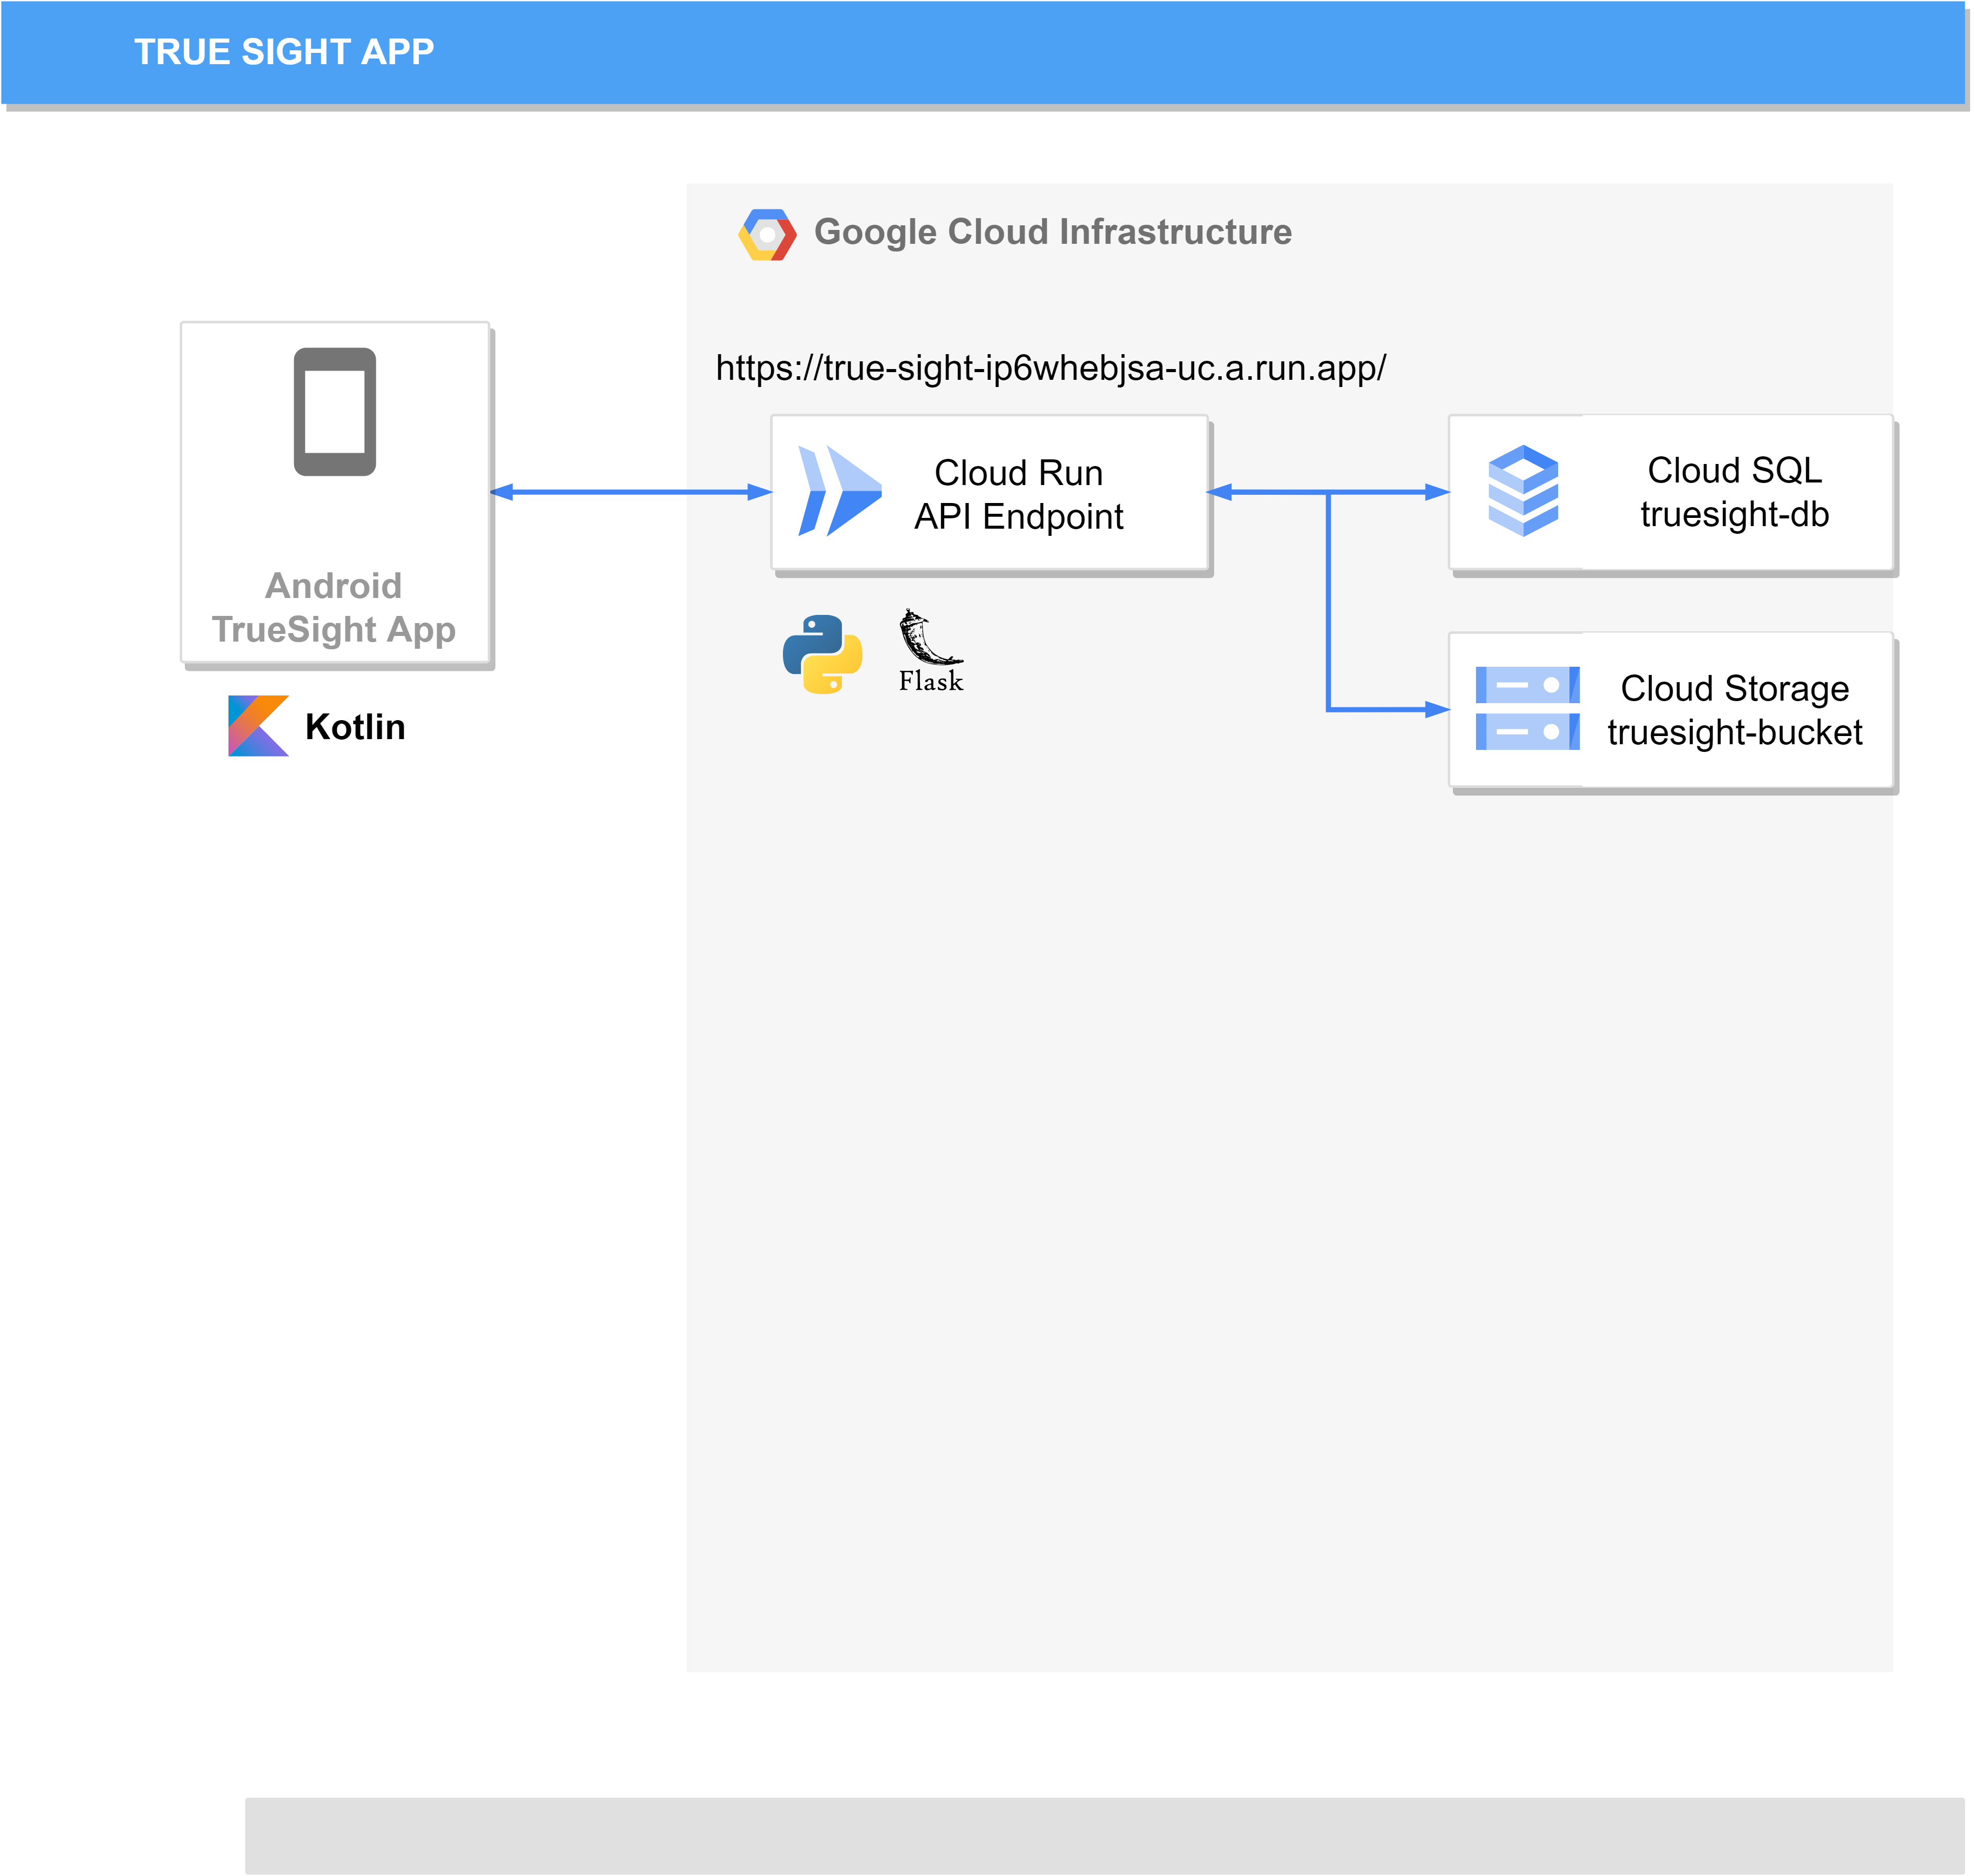 TRUE SIGHT APP
Google Cloud Infrastructure
https://true-sight-ip6whebjsa-uc.a.run.app/
Cloud Run
API Endpoint
Cloud SQL
truesight-db
Android
TrueSight App
Flask
Cloud Storage
truesight-bucket
Kotlin